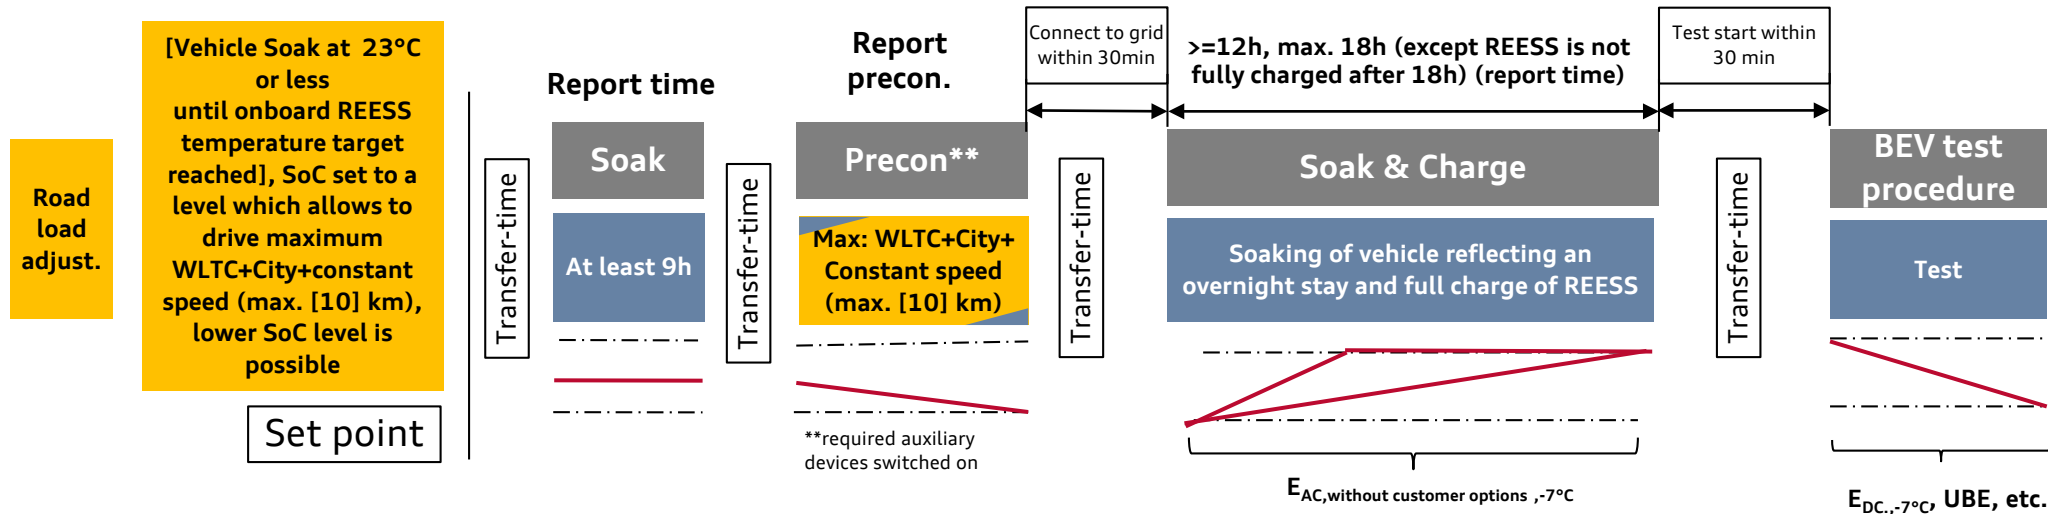 Road
load
adjust.
[Vehicle Soak at  23°C
or less
until onboard REESS
temperature target
reached], SoC set to a
level which allows to
drive maximum
WLTC+City+constant
speed (max. [10] km),
lower SoC level is
possible
Set point
Transfer-time
Report time
Soak
At least 9h
Transfer-time
Report
precon.
Precon**
Max: WLTC+City+
Constant speed
(max. [10] km)
**required auxiliary
devices switched on
Connect to grid
within 30min
Transfer-time
>=12h, max. 18h (except REESS is not
fully charged after 18h) (report time)
Soak & Charge
Soaking of vehicle reflecting an
overnight stay and full charge of REESS
E AC,without customer options ,-7°C
Test start within
30 min
Transfer-time
BEV test
procedure
Test
E DC,,-7°C, UBE, etc.